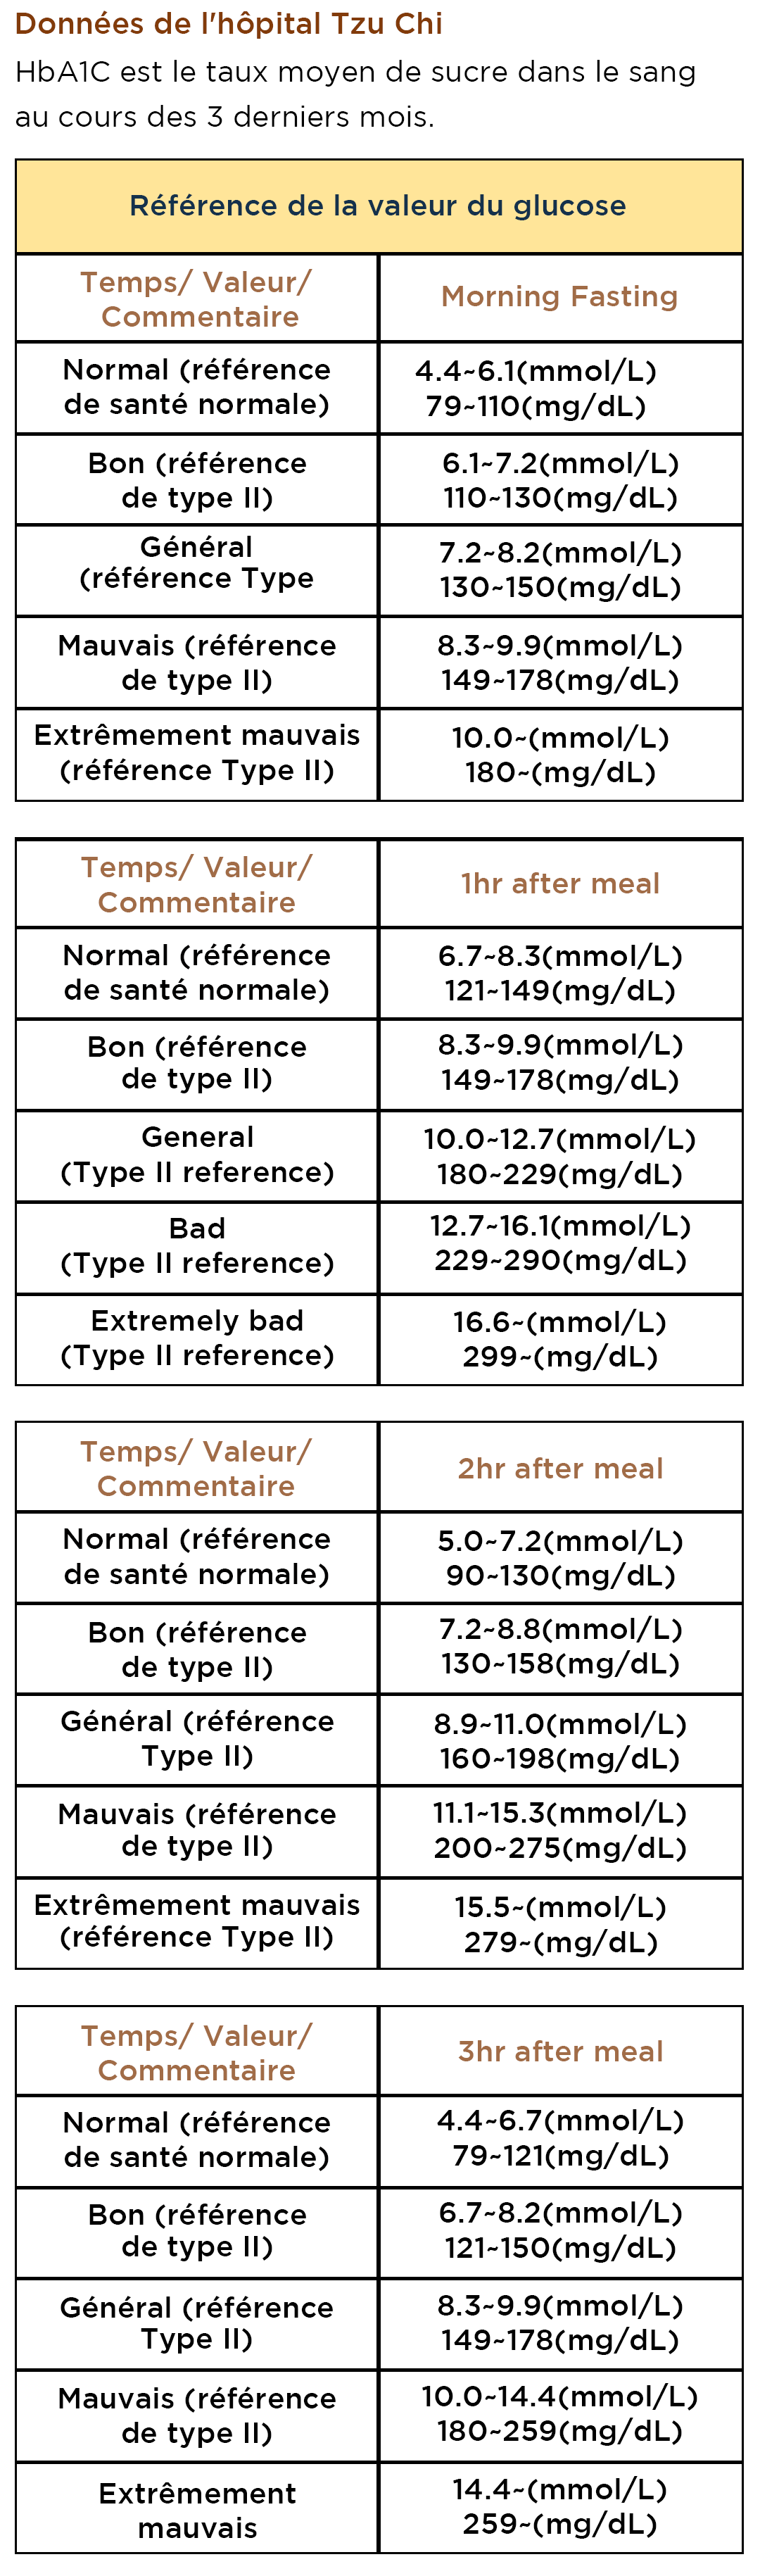 Données de l'hôpital Tzu Chi
HbA1C est le taux moyen de sucre dans le sang
au cours des 3 derniers mois.
Référence de la valeur du glucose
Temps/ Valeur/
Commentaire
Morning Fasting
Normal (référence
de santé normale)
4.4~6.1(mmol/L)
79~110(mg/dL)
Bon (référence
de type II)
6.1~7.2(mmol/L)
110~130(mg/dL)
Général
(référence Type
7.2~8.2(mmol/L)
130~150(mg/dL)
Mauvais (référence
de type II)
8.3~9.9(mmol/L)
149~178(mg/dL)
Extrêmement mauvais
(référence Type II)
10.0~(mmol/L)
180~(mg/dL)
Temps/ Valeur/
Commentaire
1hr after meal
Normal (référence
de santé normale)
6.7~8.3(mmol/L)
121~149(mg/dL)
Bon (référence
de type II)
8.3~9.9(mmol/L)
149~178(mg/dL)
General
(Type II reference)
10.0~12.7(mmol/L)
180~229(mg/dL)
Bad
(Type II reference)
12.7~16.1(mmol/L)
229~290(mg/dL)
Extremely bad
(Type II reference)
16.6~(mmol/L)
299~(mg/dL)
Temps/ Valeur/
Commentaire
2hr after meal
Normal (référence
de santé normale)
5.0~7.2(mmol/L)
90~130(mg/dL)
Bon (référence
de type II)
7.2~8.8(mmol/L)
130~158(mg/dL)
Général (référence
Type II)
8.9~11.0(mmol/L)
160~198(mg/dL)
Mauvais (référence
de type II)
11.1~15.3(mmol/L)
200~275(mg/dL)
Extrêmement mauvais
(référence Type II)
15.5~(mmol/L)
279~(mg/dL)
Temps/ Valeur/
Commentaire
3hr after meal
Normal (référence
de santé normale)
4.4~6.7(mmol/L)
79~121(mg/dL)
Bon (référence
de type II)
6.7~8.2(mmol/L)
121~150(mg/dL)
Général (référence
Type II)
8.3~9.9(mmol/L)
149~178(mg/dL)
Mauvais (référence
de type II)
10.0~14.4(mmol/L)
180~259(mg/dL)
Extrêmement
mauvais
14.4~(mmol/L)
259~(mg/dL)